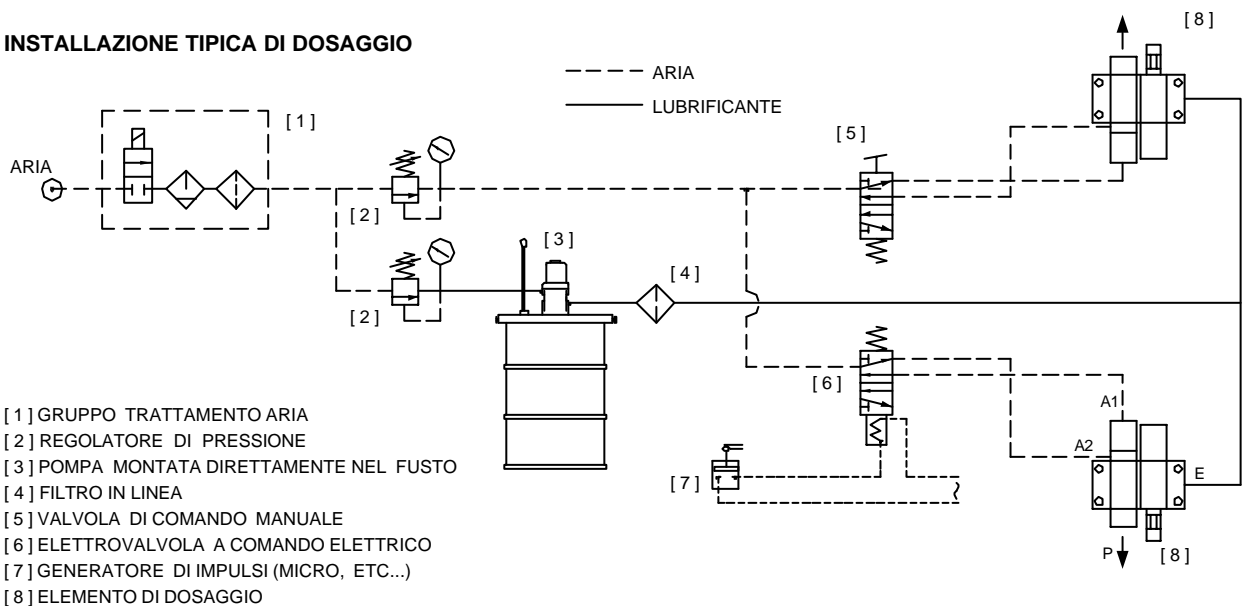 INSTALLAZIONE TIPICA DI DOSAGGIO
[ 8 ]
ARIA
LUBRIFICANTE
[ 1 ]
[ 5 ]
ARIA
[ 2 ]
[ 3 ]
[ 4 ]
[ 2 ]
[ 6 ]
A1
A2
E
[ 7 ]
P
[ 8 ]
[ 1 ] GRUPPO TRATTAMENTO ARIA
[ 2 ] REGOLATORE DI PRESSIONE
[ 3 ] POMPA MONTATA DIRETTAMENTE NEL FUSTO
[ 4 ] FILTRO IN LINEA
[ 5 ] VALVOLA DI COMANDO MANUALE
[ 6 ] ELETTROVALVOLA A COMANDO ELETTRICO
[ 7 ] GENERATORE DI IMPULSI (MICRO, ETC...)
[ 8 ] ELEMENTO DI DOSAGGIO